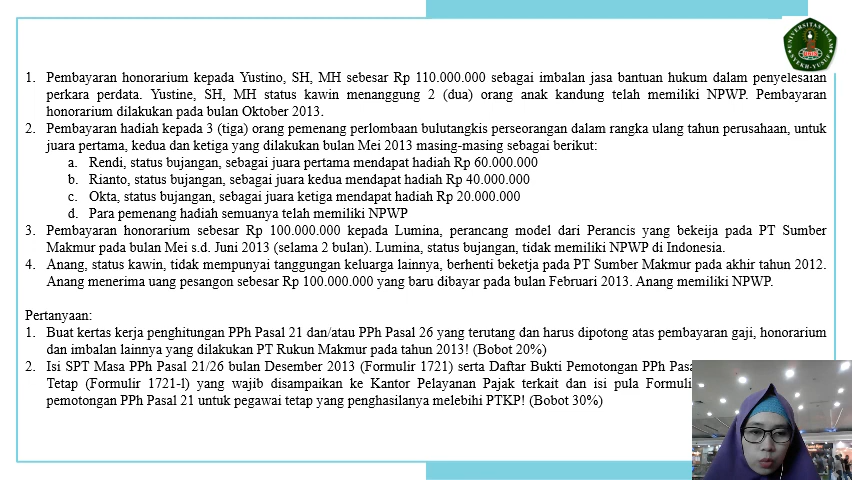 UNIVERSITAS ISLAM
UNIS
SYEKH-YUSUF
1. Pembayaran honorarium kepada Yustino, SH, MH sebesar Rp 110.000.000 sebagai imbalan jasa bantuan hukum dalam penyelesaian
perkara perdata. Yustine, SH, MH status kawin menanggung 2 (dua) orang anak kandung telah memiliki NPWP. Pembayaran
honorarium dilakukan pada bulan Oktober 2013.
2. Pembayaran hadiah kepada 3 (tiga) orang pemenang perlombaan bulutangkis perseorangan dalam rangka ulang tahun perusahaan, untuk
juara pertama, kedua dan ketiga yang dilakukan bulan Mei 2013 masing-masing sebagai berikut:
a. Rendi, status bujangan, sebagai juara pertama mendapat hadiah Rp 60.000.000
b. Rianto, status bujangan, sebagai juara kedua mendapat hadiah Rp 40.000.000
c. Okta, status bujangan, sebagai juara ketiga mendapat hadiah Rp 20.000.000
d. Para pemenang hadiah semuanya telah memiliki NPWP
3. Pembayaran honorarium sebesar Rp 100.000.000 kepada Lumina, perancang model dari Perancis yang bekeija pada PT Sumber
Makmur pada bulan Mei s.d. Juni 2013 (selama 2 bulan). Lumina, status bujangan, tidak memiliki NPWP di Indonesia.
4. Anang, status kawin, tidak mempunyai tanggungan keluarga lainnya, berhenti beketja pada PT Sumber Makmur pada akhir tahun 2012.
Anang menerima uang pesangon sebesar Rp 100.000.000 yang baru dibayar pada bulan Februari 2013. Anang memiliki NPWP.
Pertanyaan:
1. Buat kertas kerja penghitungan PPh Pasal 21 dan/atau PPh Pasal 26 yang terutang dan harus dipotong atas pembayaran gaji, honorarium
dan imbalan lainnya yang dilakukan PT Rukun Makmur pada tahun 2013! (Bobot 20%)
2. Isi SPT Masa PPh Pasal 21/26 bulan Desember 2013 (Formulir 1721) serta Daftar Bukti Pemotongan PPh
Tetap (Formulir 1721-l) yang wajib disampaikan ke Kantor Pelayanan Pajak terkait dan isi pula
pemotongan PPh Pasal 21 untuk pegawai tetap yang penghasilanya melebihi PTKP! (Bobot 30%)